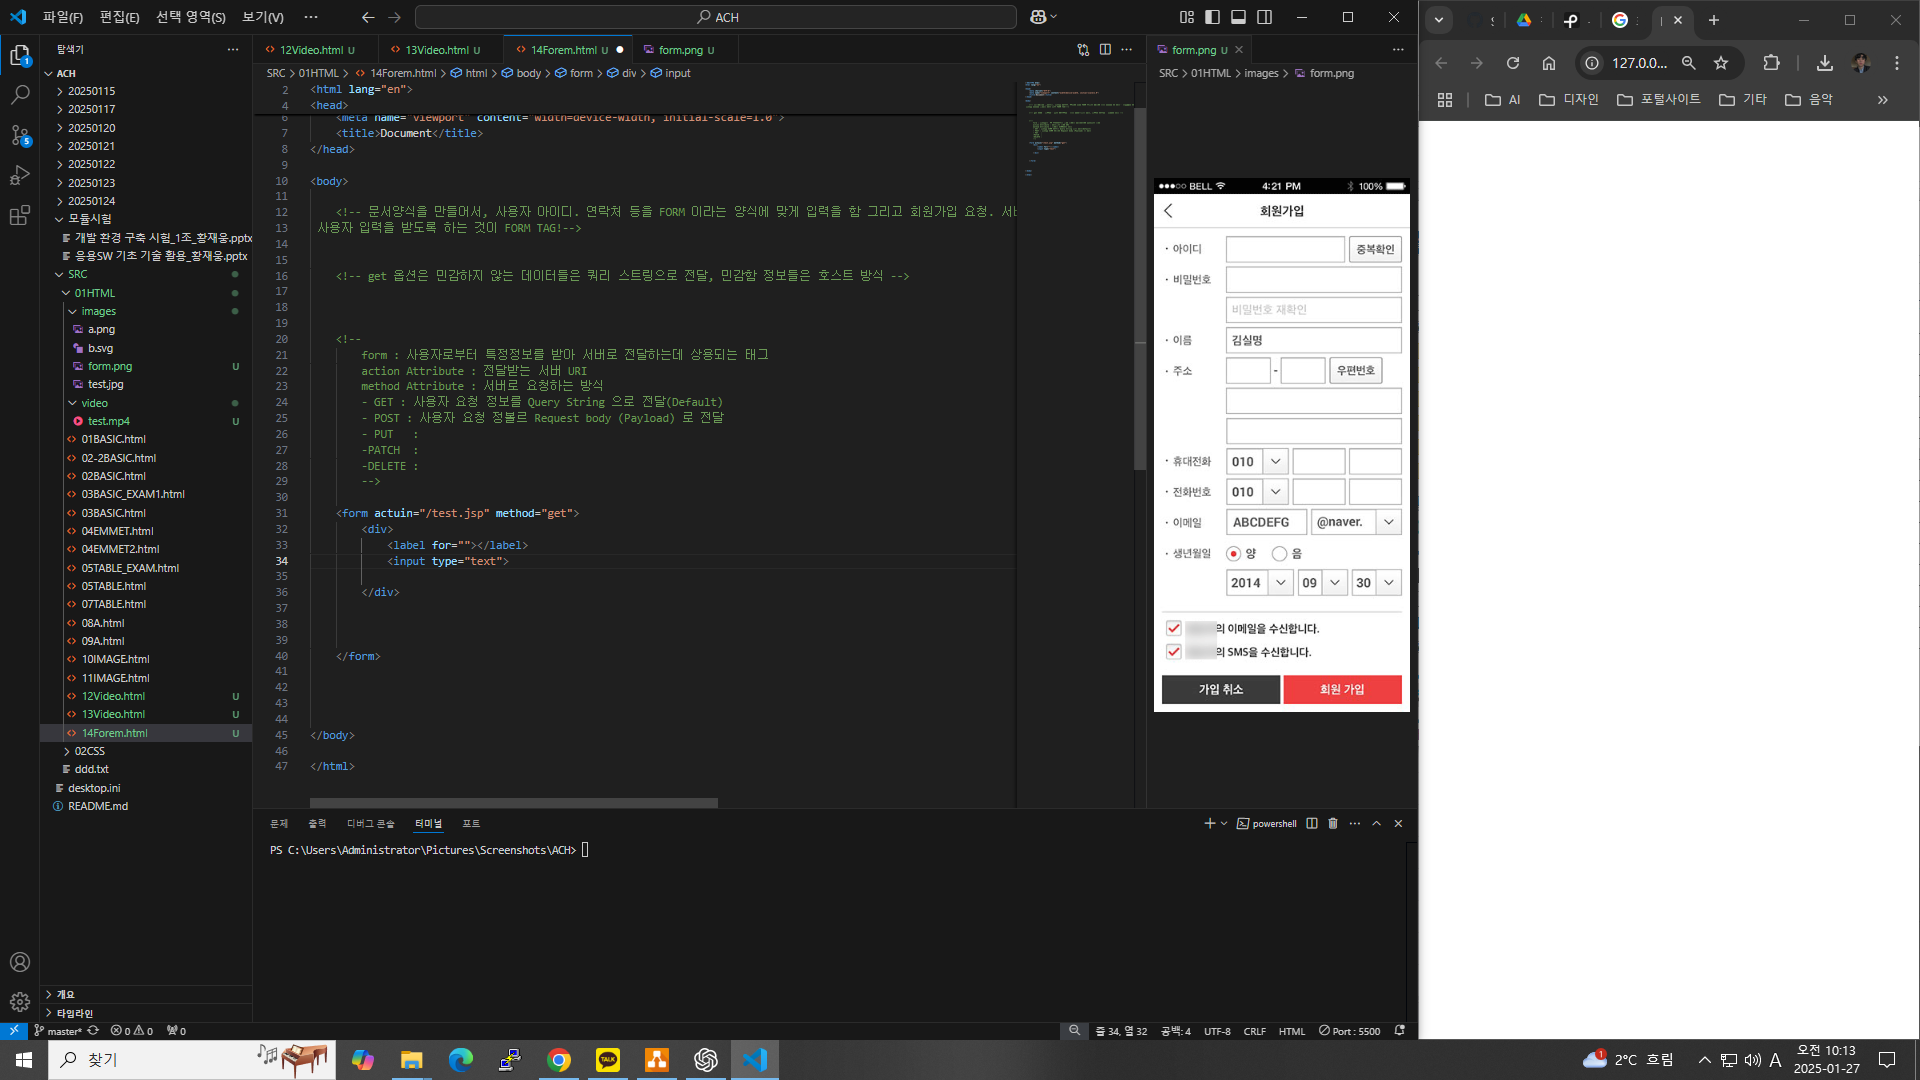 파일(F) 편집(E) 선택 영역(S) 보기(V) ··· ACH
탐색기
ACH
20250115
20250117
20250120
20250121
20250122
20250123
20250124
모듈시험
개발 환경 구축 시험_1조_황재웅.pptx
응용SW 기초 기술 활용_황재웅.pptx
SRC
01HTML
images
a.png
b.svg
form.png U
test.jpg
video
test.mp4 U
01BASIC.html
02-2BASIC.html
02BASIC.html
03BASIC_EXAM1.html
03BASIC.html
04EMMET.html
04EMMET2.html
05TABLE_EXAM.html
05TABLE.html
07TABLE.html
08A.html
09A.html
10IMAGE.html
11IMAGE.html
12Video.html U
13Video.html U
14Forem.html U
02CSS
ddd.txt
desktop.ini
README.md
개요
타임라인
12Video.html U 13Video.html U 14Forem.html U form.png U
SRC > 01HTML > 14Forem.html > html > body > form > div > input
2 <html lang="en">
4 <head>
6 <meta name="viewport" content="width=device-width, initial-scale=1.0">
7 <title>Document</title>
8 </head>
9
10 <body>
11
12 <!-- 문서양식을 만들어서, 사용자 아이디. 연락처 등을 FORM 이라는 양식에 맞게 입력을 함 그리고 회원가입 요청. 서버
13 사용자 입력을 받도록 하는 것이 FORM TAG!-->
14
15
16 <!-- get 옵션은 민감하지 않는 데이터들은 쿼리 스트링으로 전달, 민감함 정보들은 호스트 방식 -->
17
18
19
20 <!--
21 form : 사용자로부터 특정정보를 받아 서버로 전달하는데 상용되는 태그
22 action Attribute : 전달받는 서버 URI
23 method Attribute : 서버로 요청하는 방식
24 - GET : 사용자 요청 정보를 Query String 으로 전달(Default)
25 - POST : 사용자 요청 정볼르 Request body (Payload) 로 전달
26 - PUT :
27 -PATCH :
28 -DELETE :
29 -->
30
31 <form actuin="/test.jsp" method="get">
32 <div>
33 <label for=""></label>
34 <input type="text">
35
36 </div>
37
38
39
40 </form>
41
42
43
44
45 </body>
46
47 </html>
form.png U
SRC > 01HTML > images > form.png
BELL 4:21 PM 100%
회원가입
· 아이디 중복확인
· 비밀번호
비밀번호 재확인
· 이름 김실명
· 주소 - 우편번호
· 휴대전화 010
· 전화번호 010
· 이메일 ABCDEFG @naver.
· 생년월일 양 음
2014 09 30
의 이메일을 수신합니다.
의 SMS을 수신합니다.
가입 취소 회원 가입
문제 출력 디버그 콘솔 터미널 포트 powershell
PS C:\Users\Administrator\Pictures\Screenshots\ACH>
master* 0 0 0 줄 34, 열 32 공백: 4 UTF-8 CRLF HTML Port : 5500
127.0.0...
AI 디자인 포털사이트 기타 음악
찾기
TALK
1 2°C 흐림 A 오전 10:13
2025-01-27